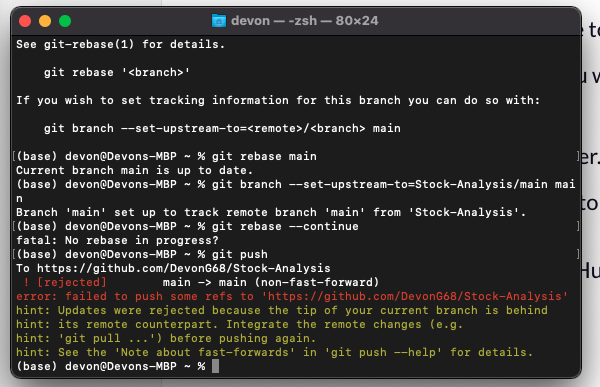 devon — -zsh — 80×24
See git-rebase(1) for details.
git rebase '<branch>'
If you wish to set tracking information for this branch you can do so with:
git branch --set-upstream-to=<remote>/<branch> main
[(base) devon@Devons-MBP ~ % git rebase main ]
Current branch main is up to date.
(base) devon@Devons-MBP ~ % git branch --set-upstream-to=Stock-Analysis/main mai
n
Branch 'main' set up to track remote branch 'main' from 'Stock-Analysis'.
[(base) devon@Devons-MBP ~ % git rebase --continue ]
fatal: No rebase in progress?
[(base) devon@Devons-MBP ~ % git push ]
To https://github.com/DevonG68/Stock-Analysis
! [rejected] main -> main (non-fast-forward)
error: failed to push some refs to 'https://github.com/DevonG68/Stock-Analysis'
hint: Updates were rejected because the tip of your current branch is behind
hint: its remote counterpart. Integrate the remote changes (e.g.
hint: 'git pull ...') before pushing again.
hint: See the 'Note about fast-forwards' in 'git push --help' for details.
(base) devon@Devons-MBP ~ %